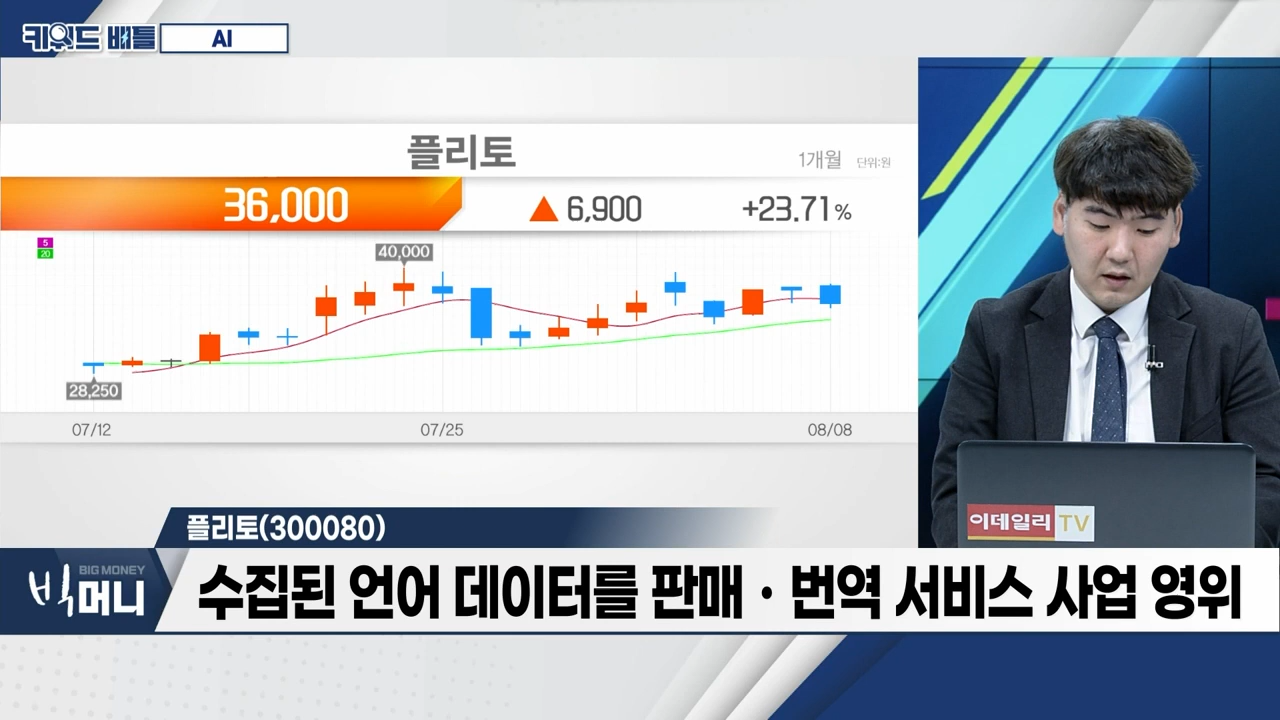 키워드 배틀 AI
플리토
1개월 단위:원
36,000 ▲ 6,900 +23.71%
5
20
40,000
28,250
07/12 07/25 08/08
이데일리TV
플리토(300080)
BIG MONEY
빅머니
수집된 언어 데이터를 판매·번역 서비스 사업 영위